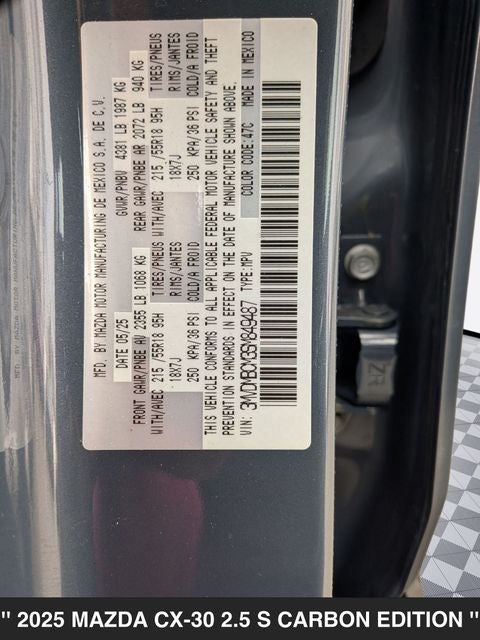 MFD. BY MAZDA MOTOR MANUFACTURING DE MEXICO S.A. DE C.V.
DATE 05/25 GVWR/PNBV 4381 LB 1987 KG
FRONT GAWR/PNBE AV 2355 LB 1068 KG REAR GAWR/PNBE AR 2072 LB 940 KG
WITH/AVEC 215/55R18 95H TIRES/PNEUS WITH/AVEC 215/55R18 95H TIRES/PNEUS
18X7J RIMS/JANTES 18X7J RIMS/JANTES
250 KPA/36 PSI COLD/A FROID 250 KPA/36 PSI COLD/A FROID
THIS VEHICLE CONFORMS TO ALL APPLICABLE FEDERAL MOTOR VEHICLE SAFETY AND THEFT
PREVENTION STANDARDS IN EFFECT ON THE DATE OF MANUFACTURE SHOWN ABOVE.
COLOR CODE:47C MADE IN MEXICO
VIN: 3MVDMBCM3SM849487 TYPE:MPV
ZR
" 2025 MAZDA CX-30 2.5 S CARBON EDITION "